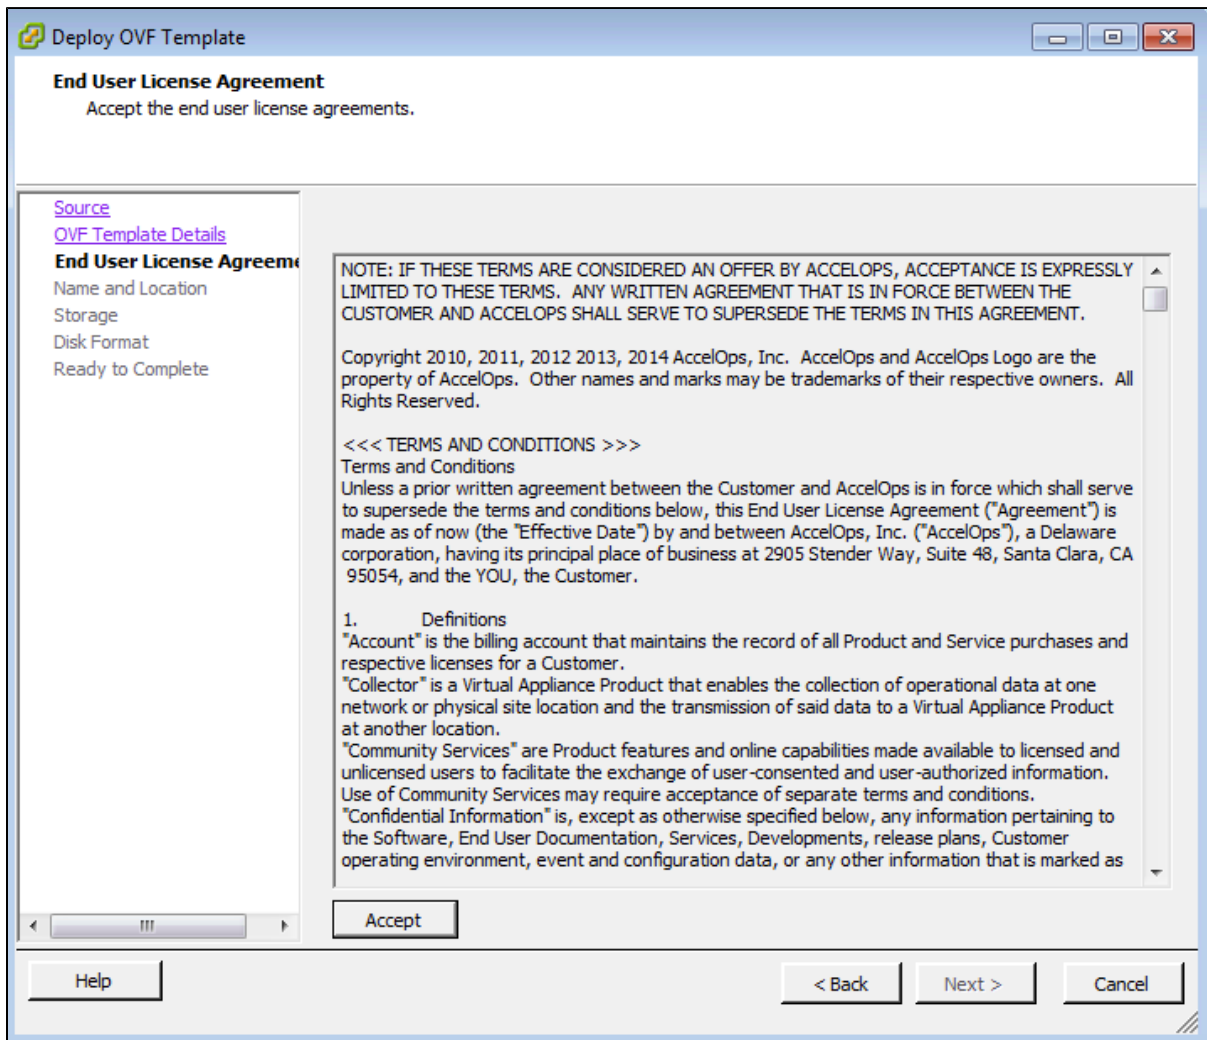 Deploy OVF Template
End User License Agreement
Accept the end user license agreements.
Source
OVF Template Details
End User License Agreeme
Name and Location
Storage
Disk Format
Ready to Complete
NOTE: IF THESE TERMS ARE CONSIDERED AN OFFER BY ACCELOPS, ACCEPTANCE IS EXPRESSLY
LIMITED TO THESE TERMS.  ANY WRITTEN AGREEMENT THAT IS IN FORCE BETWEEN THE
CUSTOMER AND ACCELOPS SHALL SERVE TO SUPERSEDE THE TERMS IN THIS AGREEMENT.
Copyright 2010, 2011, 2012 2013, 2014 AccelOps, Inc.  AccelOps and AccelOps Logo are the
property of AccelOps.  Other names and marks may be trademarks of their respective owners.  All
Rights Reserved.
<<< TERMS AND CONDITIONS >>>
Terms and Conditions
Unless a prior written agreement between the Customer and AccelOps is in force which shall serve
to supersede the terms and conditions below, this End User License Agreement ("Agreement") is
made as of now (the "Effective Date") by and between AccelOps, Inc. ("AccelOps"), a Delaware
corporation, having its principal place of business at 2905 Stender Way, Suite 48, Santa Clara, CA
95054, and the YOU, the Customer.
1. Definitions
"Account" is the billing account that maintains the record of all Product and Service purchases and
respective licenses for a Customer.
"Collector" is a Virtual Appliance Product that enables the collection of operational data at one
network or physical site location and the transmission of said data to a Virtual Appliance Product
at another location.
"Community Services" are Product features and online capabilities made available to licensed and
unlicensed users to facilitate the exchange of user-consented and user-authorized information.
Use of Community Services may require acceptance of separate terms and conditions.
"Confidential Information" is, except as otherwise specified below, any information pertaining to
the Software, End User Documentation, Services, Developments, release plans, Customer
operating environment, event and configuration data, or any other information that is marked as
Accept
Help
< Back
Next >
Cancel